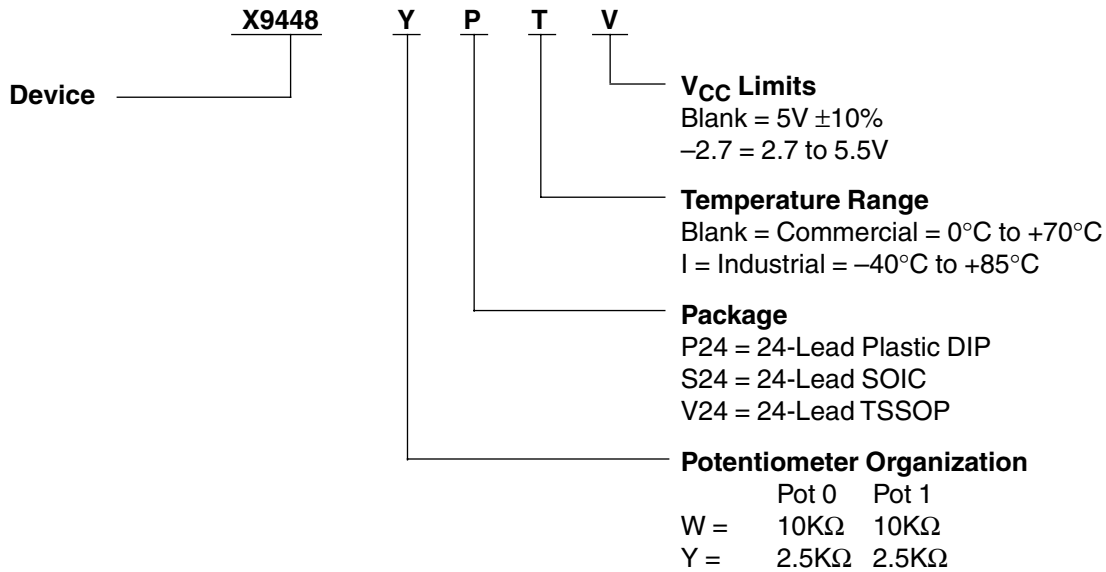 X9448 Y P T V
Device
VCC Limits
Blank = 5V ±10%
–2.7 = 2.7 to 5.5V
Temperature Range
Blank = Commercial = 0°C to +70°C
I = Industrial = –40°C to +85°C
Package
P24 = 24-Lead Plastic DIP
S24 = 24-Lead SOIC
V24 = 24-Lead TSSOP
Potentiometer Organization
Pot 0 Pot 1
W = 10KΩ 10KΩ
Y = 2.5KΩ 2.5KΩ